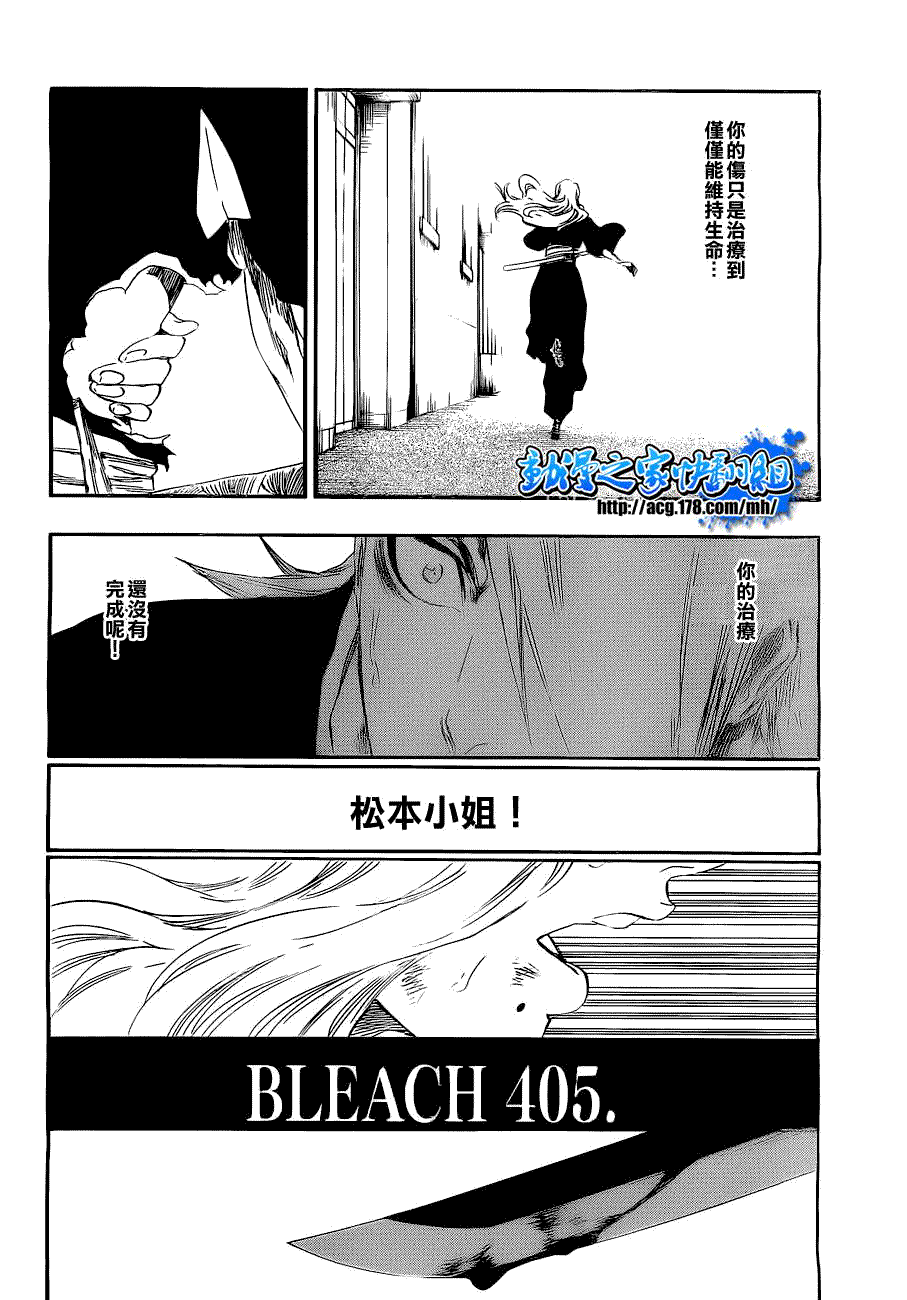 你的傷只是治療到
僅僅能維持生命…
動漫之家快翻組
http://acg.178.com/mh/
你的治療
還沒有
完成呢！
松本小姐！
BLEACH 405.